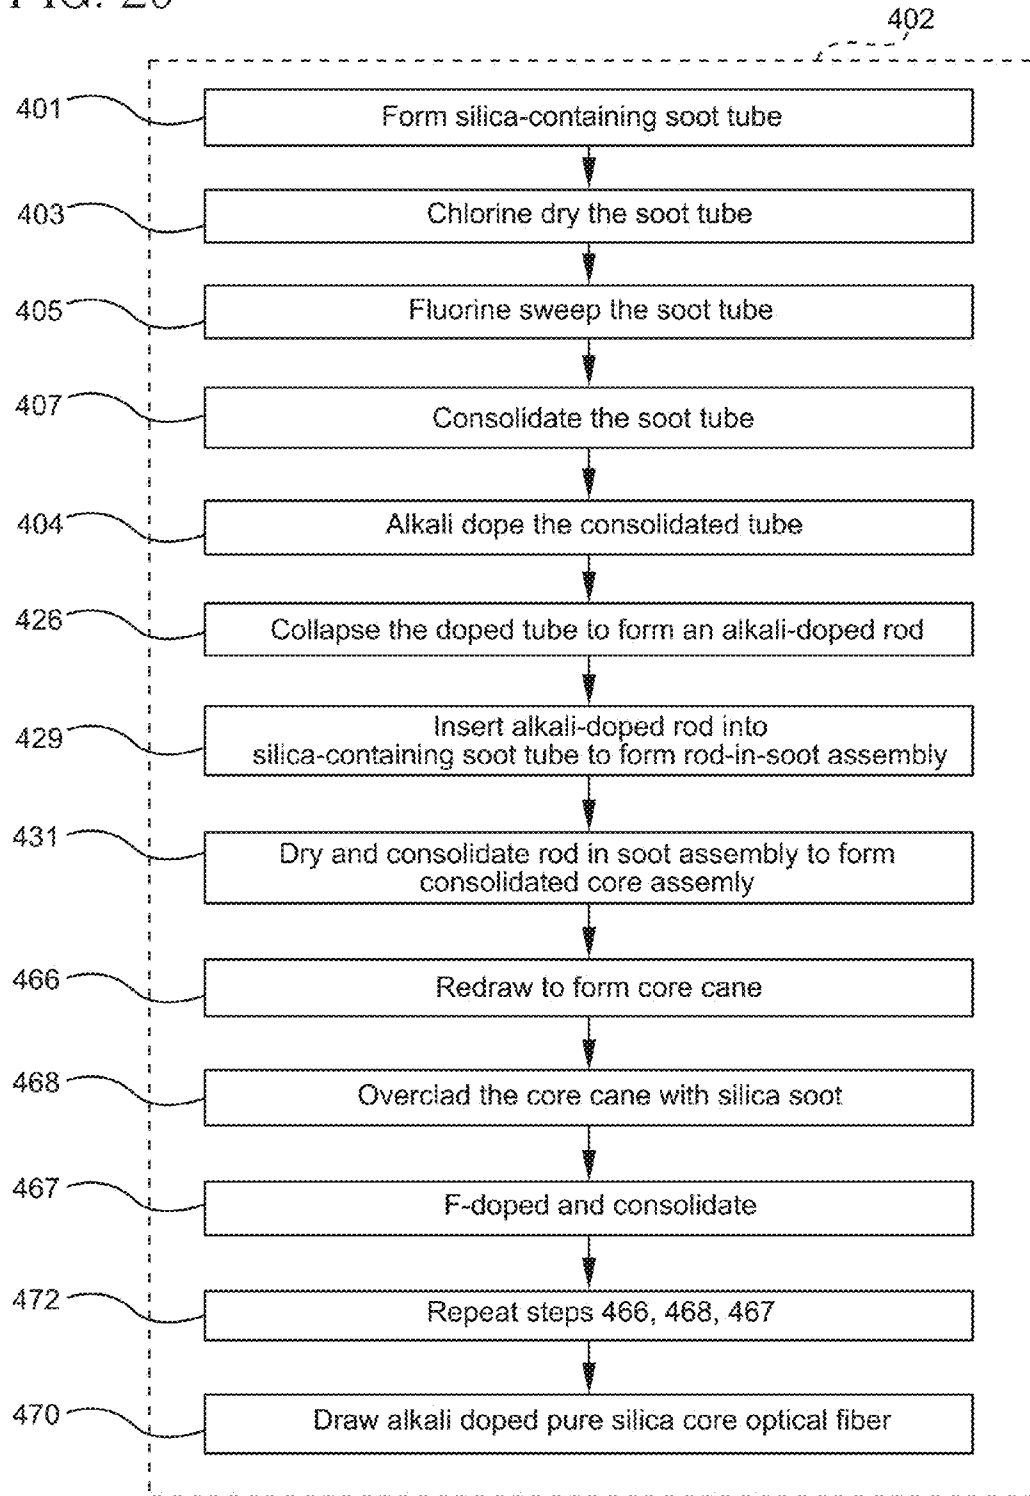 FIG. 20
402
401
Form silica-containing soot tube
403
Chlorine dry the soot tube
405
Fluorine sweep the soot tube
407
Consolidate the soot tube
404
Alkali dope the consolidated tube
426
Collapse the doped tube to form an alkali-doped rod
429
Insert alkali-doped rod into
silica-containing soot tube to form rod-in-soot assembly
431
Dry and consolidate rod in soot assembly to form
consolidated core assemly
466
Redraw to form core cane
468
Overclad the core cane with silica soot
467
F-doped and consolidate
472
Repeat steps 466, 468, 467
470
Draw alkali doped pure silica core optical fiber